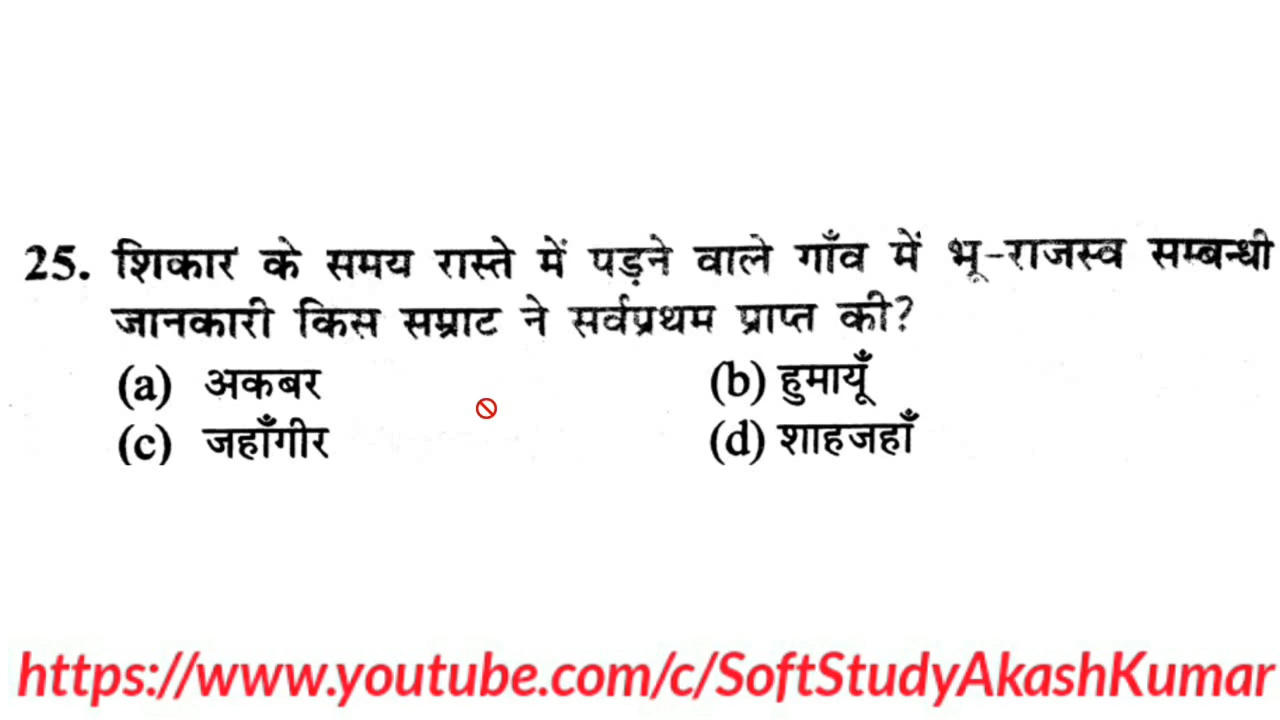 25. शिकार के समय रास्ते में पड़ने वाले गाँव में भू-राजस्व सम्बन्धी
जानकारी किस सम्राट ने सर्वप्रथम प्राप्त की?
(a) अकबर (b) हुमायूँ
(c) जहाँगीर (d) शाहजहाँ
https://www.youtube.com/c/SoftStudyAkashKumar